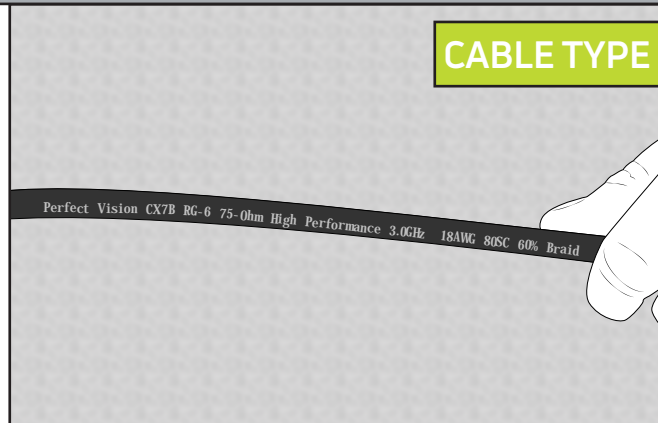 CABLE TYPE
Perfect Vision CX7B RG-6 75-Ohm High Performance 3.0GHz 18AWG 80SC 60% Braid